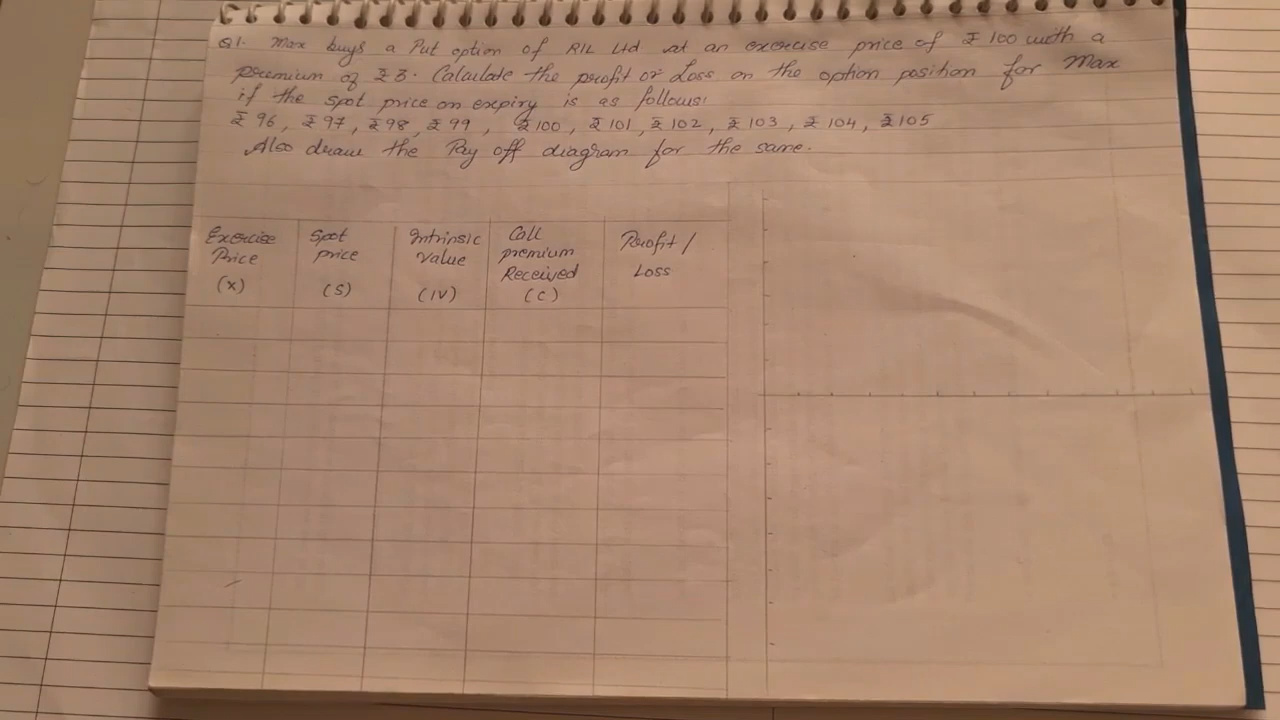 Q1. Max buys a Put option of RIL Ltd at an exercise price of ₹ 100 with a
premium of ₹ 3. Calculate the profit or Loss on the option position for Max
if the spot price on expiry is as follows:
₹ 96, ₹ 97, ₹ 98, ₹ 99, ₹ 100, ₹ 101, ₹ 102, ₹ 103, ₹ 104, ₹ 105
Also draw the Pay off diagram for the same.
Exercise Price (X)
Spot price (S)
Intrinsic value (IV)
Call premium Received (C)
Profit / Loss